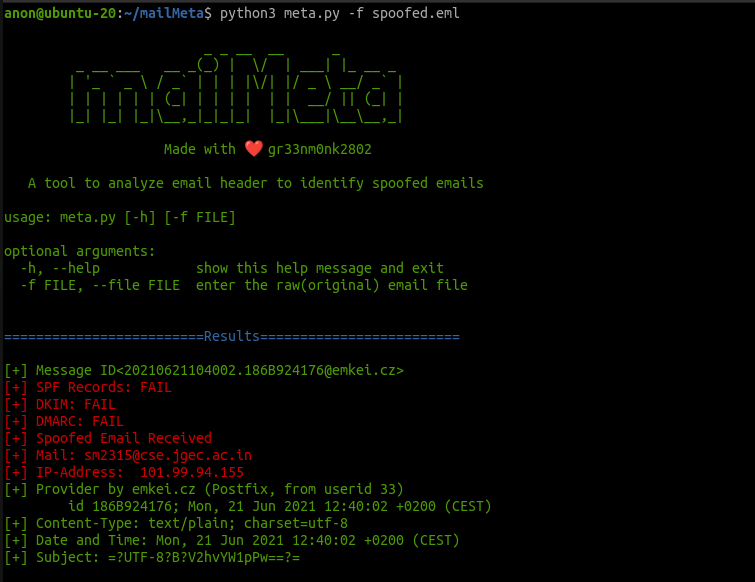 anon@ubuntu-20:~/mailMeta$ python3 meta.py -f spoofed.eml
mailMeta
Made with ❤️ gr33nm0nk2802
A tool to analyze email header to identify spoofed emails
usage: meta.py [-h] [-f FILE]
optional arguments:
-h, --help            show this help message and exit
-f FILE, --file FILE  enter the raw(original) email file
=========================Results=========================
[+] Message ID<20210621104002.186B924176@emkei.cz>
[+] SPF Records: FAIL
[+] DKIM: FAIL
[+] DMARC: FAIL
[+] Spoofed Email Received
[+] Mail: sm2315@cse.jgec.ac.in
[+] IP-Address:  101.99.94.155
[+] Provider by emkei.cz (Postfix, from userid 33)
id 186B924176; Mon, 21 Jun 2021 12:40:02 +0200 (CEST)
[+] Content-Type: text/plain; charset=utf-8
[+] Date and Time: Mon, 21 Jun 2021 12:40:02 +0200 (CEST)
[+] Subject: =?UTF-8?B?V2hvYW1pPw==?=